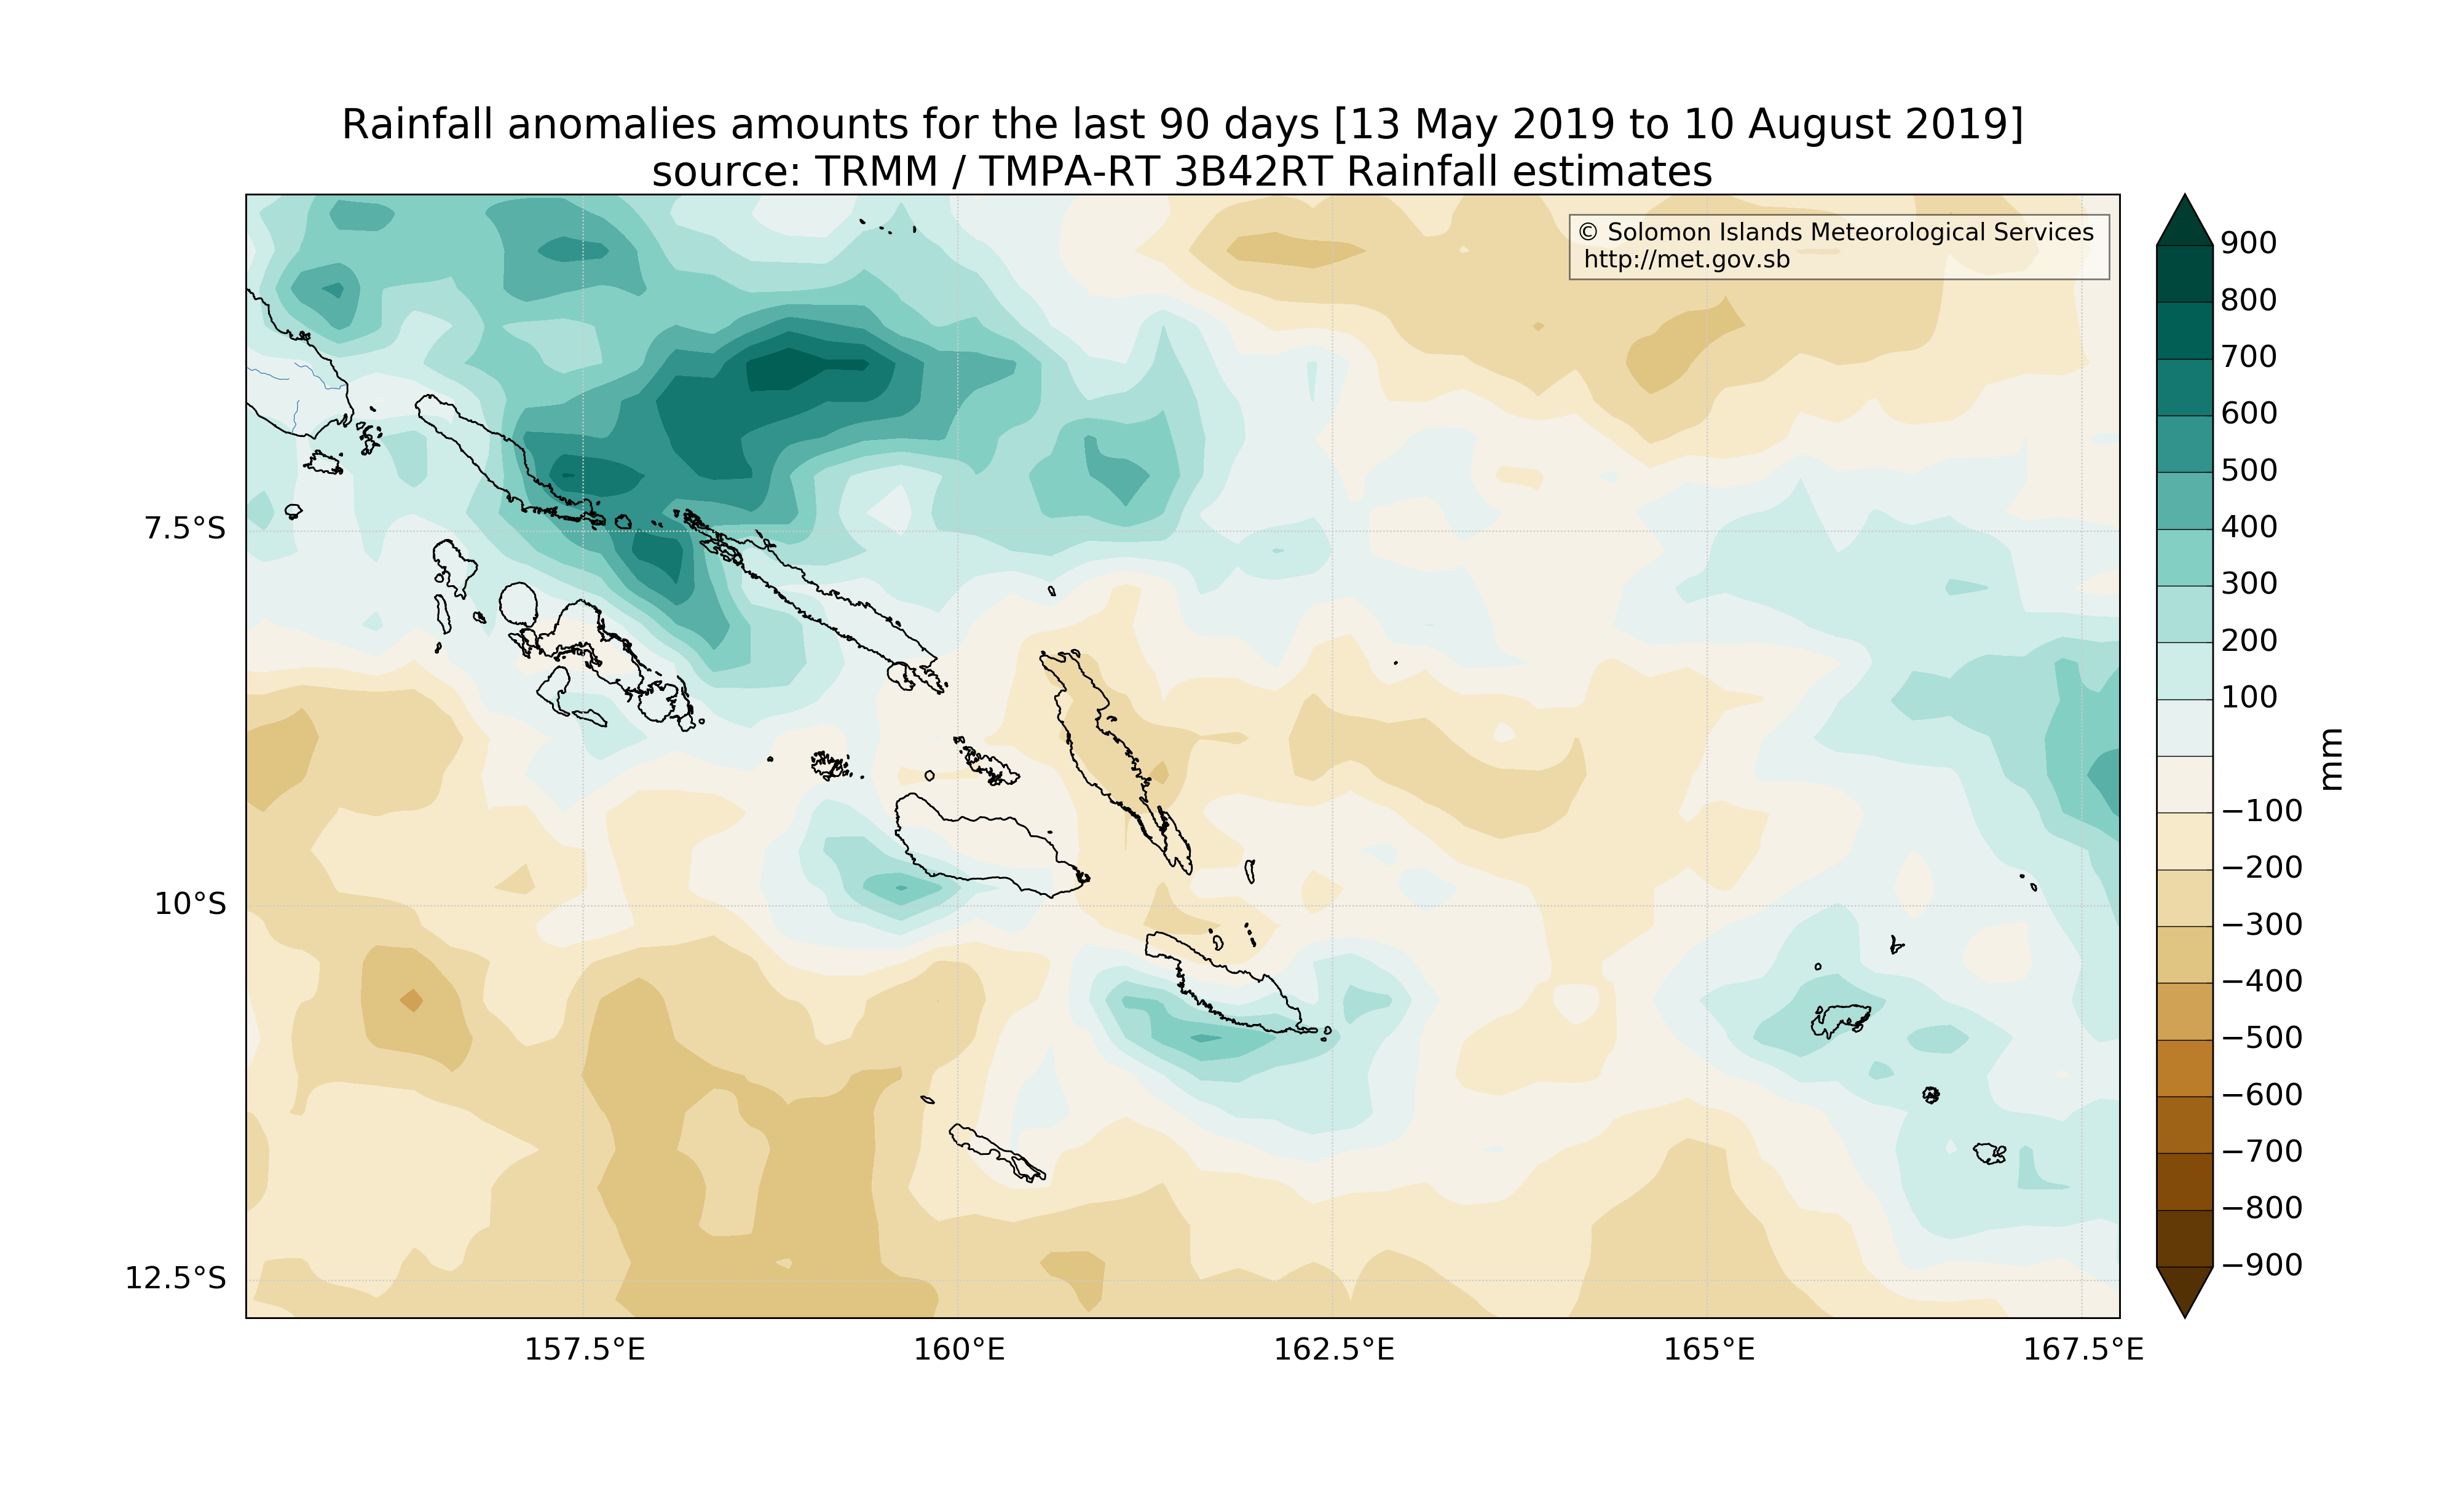 Rainfall anomalies amounts for the last 90 days [13 May 2019 to 10 August 2019]
source: TRMM / TMPA-RT 3B42RT Rainfall estimates
© Solomon Islands Meteorological Services
http://met.gov.sb
7.5°S
10°S
12.5°S
157.5°E
160°E
162.5°E
165°E
167.5°E
900
800
700
600
500
400
300
200
100
−100
−200
−300
−400
−500
−600
−700
−800
−900
mm